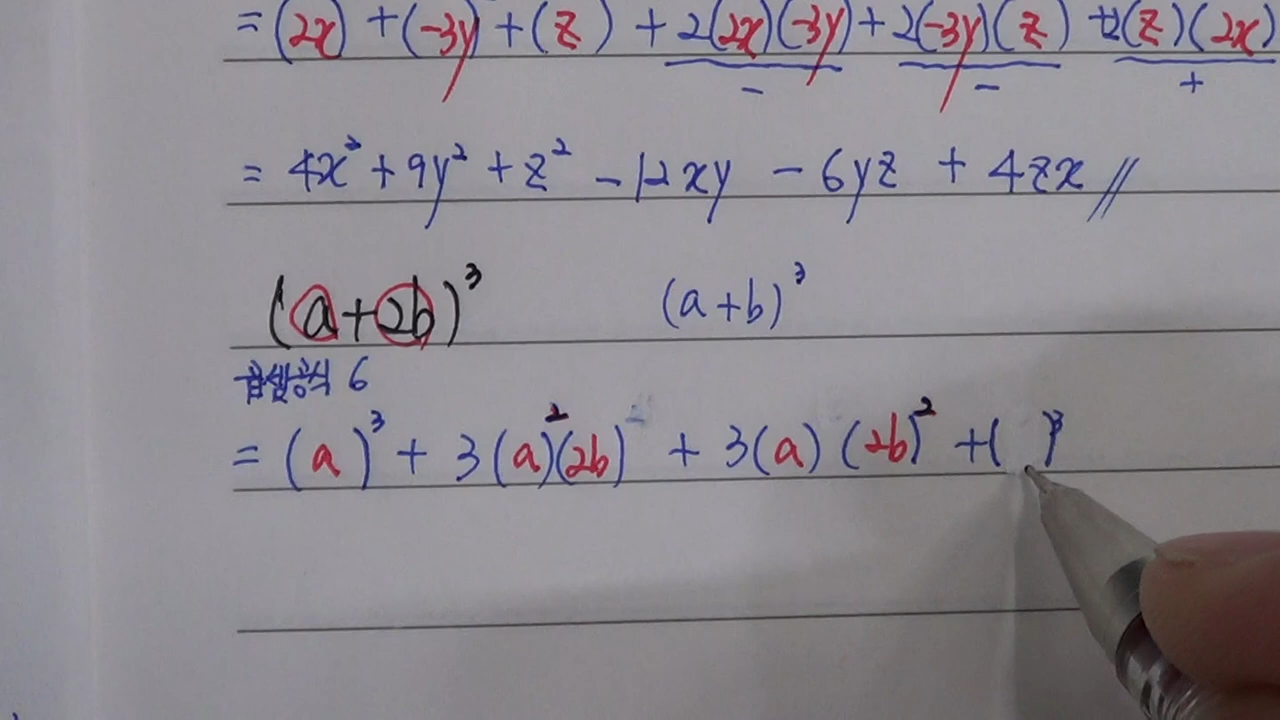 = (2x) + (-3y) + (z) + 2(2x)(-3y) + 2(-3y)(z) + 2(z)(2x)
- - +
= 4x² + 9y² + z² - 12xy - 6yz + 4zx //
(a+2b)³ (a+b)³
곱셈공식 6
= (a)³ + 3(a)²(2b) + 3(a)(2b)² + ( )³